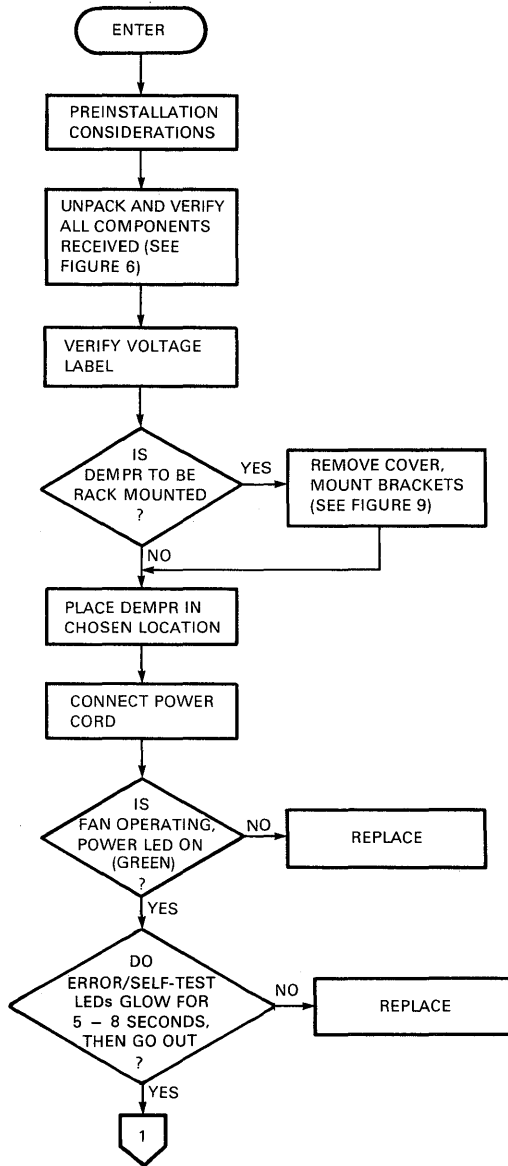 ENTER
PREINSTALLATION
CONSIDERATIONS
UNPACK AND VERIFY
ALL COMPONENTS
RECEIVED (SEE
FIGURE 6)
VERIFY VOLTAGE
LABEL
IS
DEMPR TO BE
RACK MOUNTED
?
YES
REMOVE COVER,
MOUNT BRACKETS
(SEE FIGURE 9)
NO
PLACE DEMPR IN
CHOSEN LOCATION
CONNECT POWER
CORD
IS
FAN OPERATING,
POWER LED ON
(GREEN)
?
NO
REPLACE
YES
DO
ERROR/SELF-TEST
LEDs GLOW FOR
5 – 8 SECONDS,
THEN GO OUT
?
NO
REPLACE
YES
1